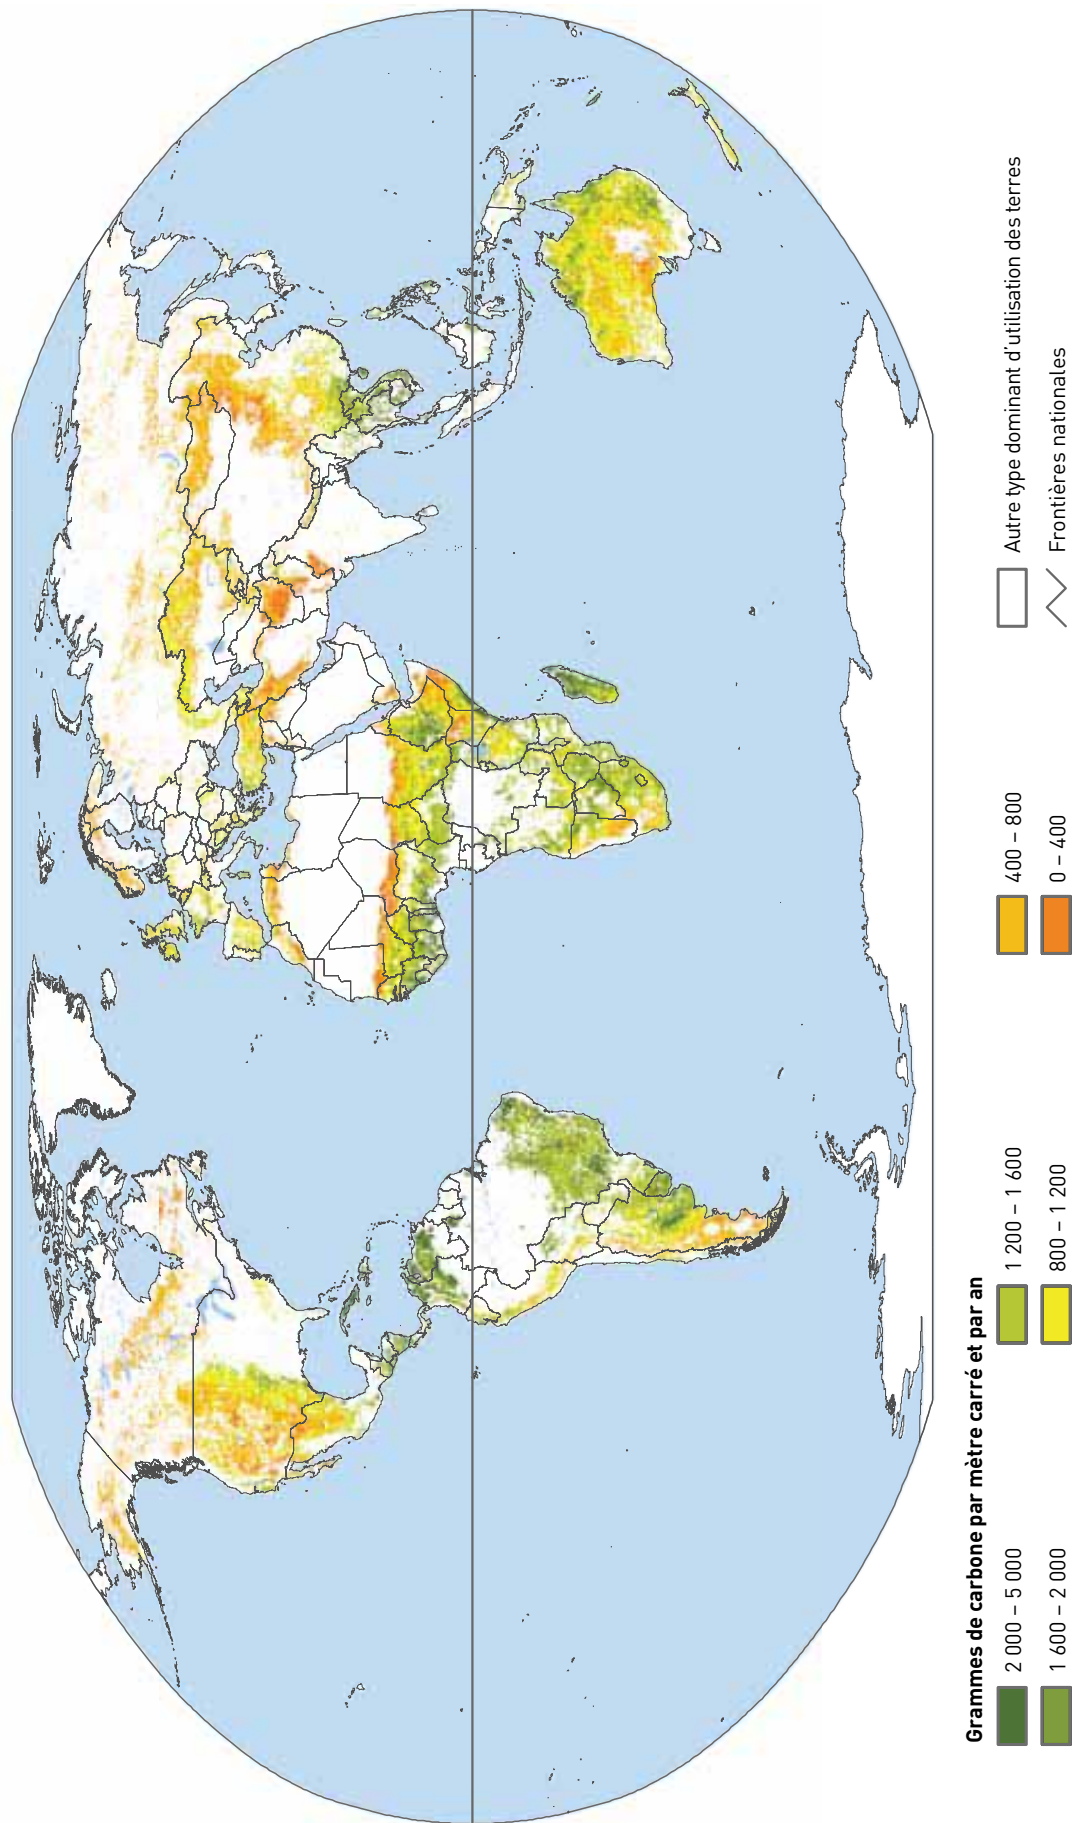 Grammes de carbone par mètre carré et par an
2 000 – 5 000
1 600 – 2 000
1 200 – 1 600
800 – 1 200
400 – 800
0 – 400
Autre type dominant d'utilisation des terres
Frontières nationales